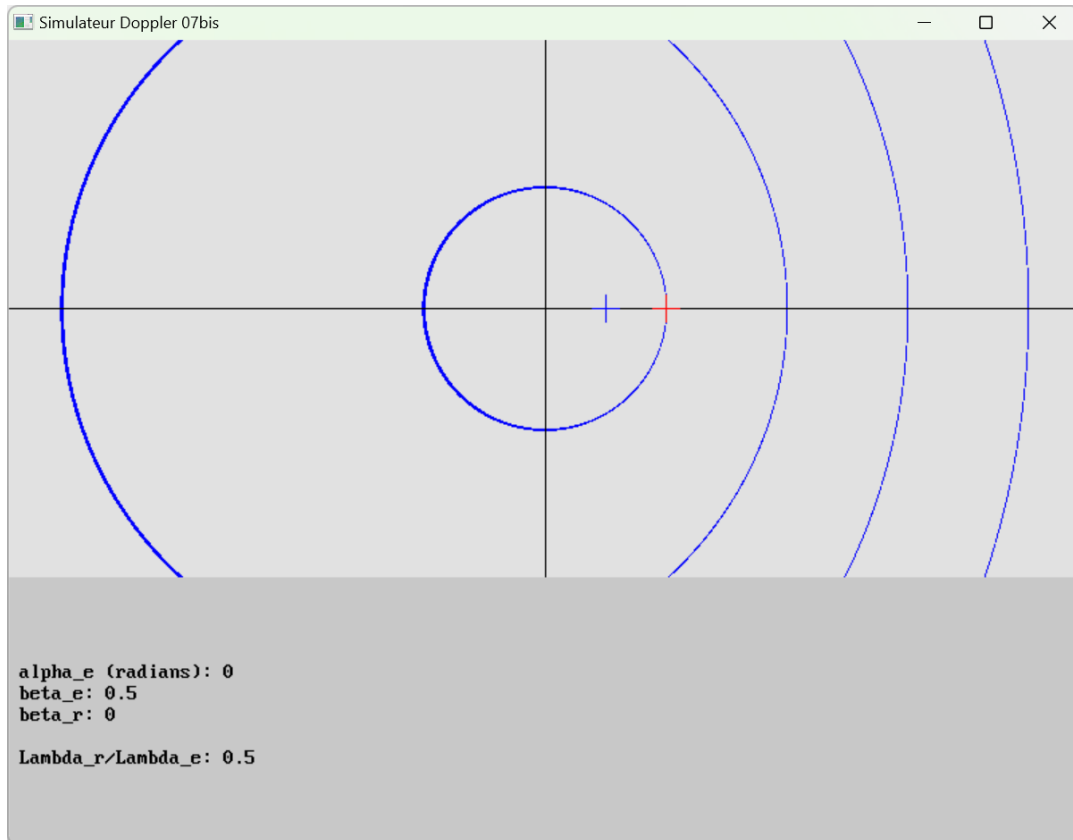 Simulateur Doppler 07bis
alpha_e (radians): 0
beta_e: 0.5
beta_r: 0
Lambda_r/Lambda_e: 0.5